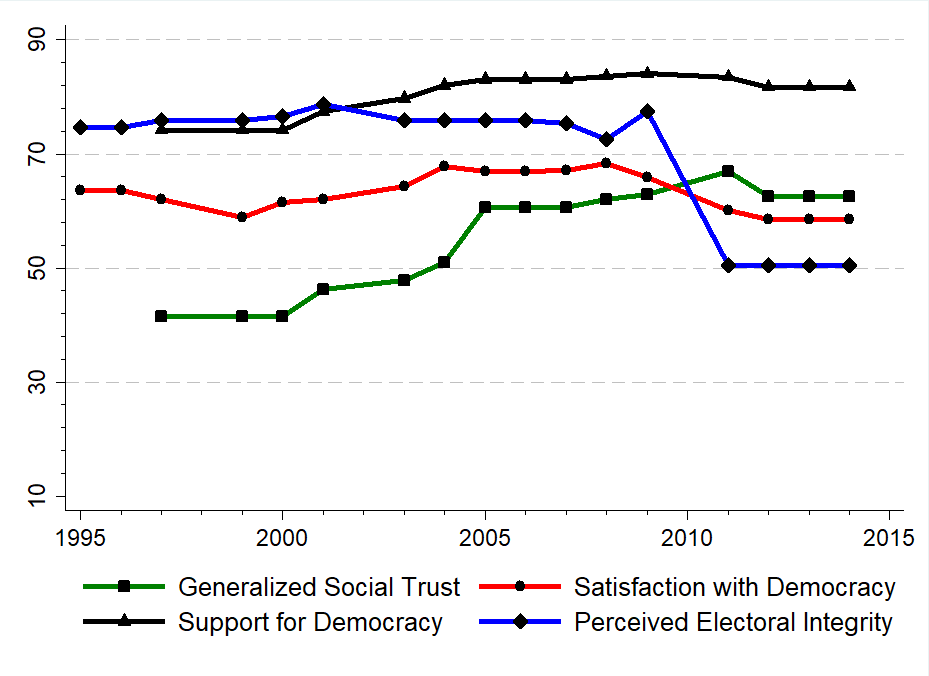 90
70
50
30
10
1995 2000 2005 2010 2015
Generalized Social Trust Satisfaction with Democracy
Support for Democracy Perceived Electoral Integrity